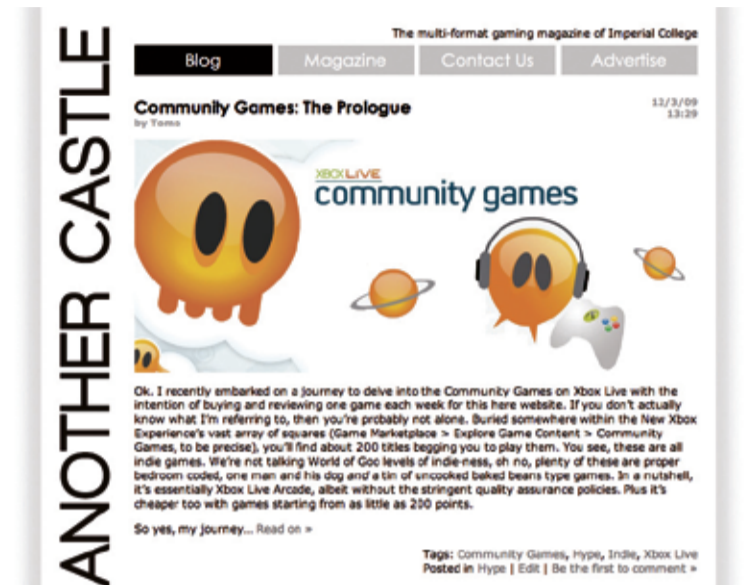 The multi-format gaming magazine of Imperial College
ANOTHER CASTLE
Blog
Magazine
Contact Us
Advertise
Community Games: The Prologue
by Tomo
12/3/09
13:29
XBOX LIVE
community games
Ok. I recently embarked on a journey to delve into the Community Games on Xbox Live with the
intention of buying and reviewing one game each week for this here website. If you don't actually
know what I'm referring to, then you're probably not alone. Buried somewhere within the New Xbox
Experience's vast array of squares (Game Marketplace > Explore Game Content > Community
Games, to be precise), you'll find about 200 titles begging you to play them. You see, these are all
indie games. We're not talking World of Goo levels of indie-ness, oh no, plenty of these are proper
bedroom coded, one man and his dog and a tin of uncooked baked beans type games. In a nutshell,
it's essentially Xbox Live Arcade, albeit without the stringent quality assurance policies. Plus it's
cheaper too with games starting from as little as 200 points.
So yes, my journey... Read on »
Tags: Community Games, Hype, Indie, Xbox Live
Posted in Hype | Edit | Be the first to comment »